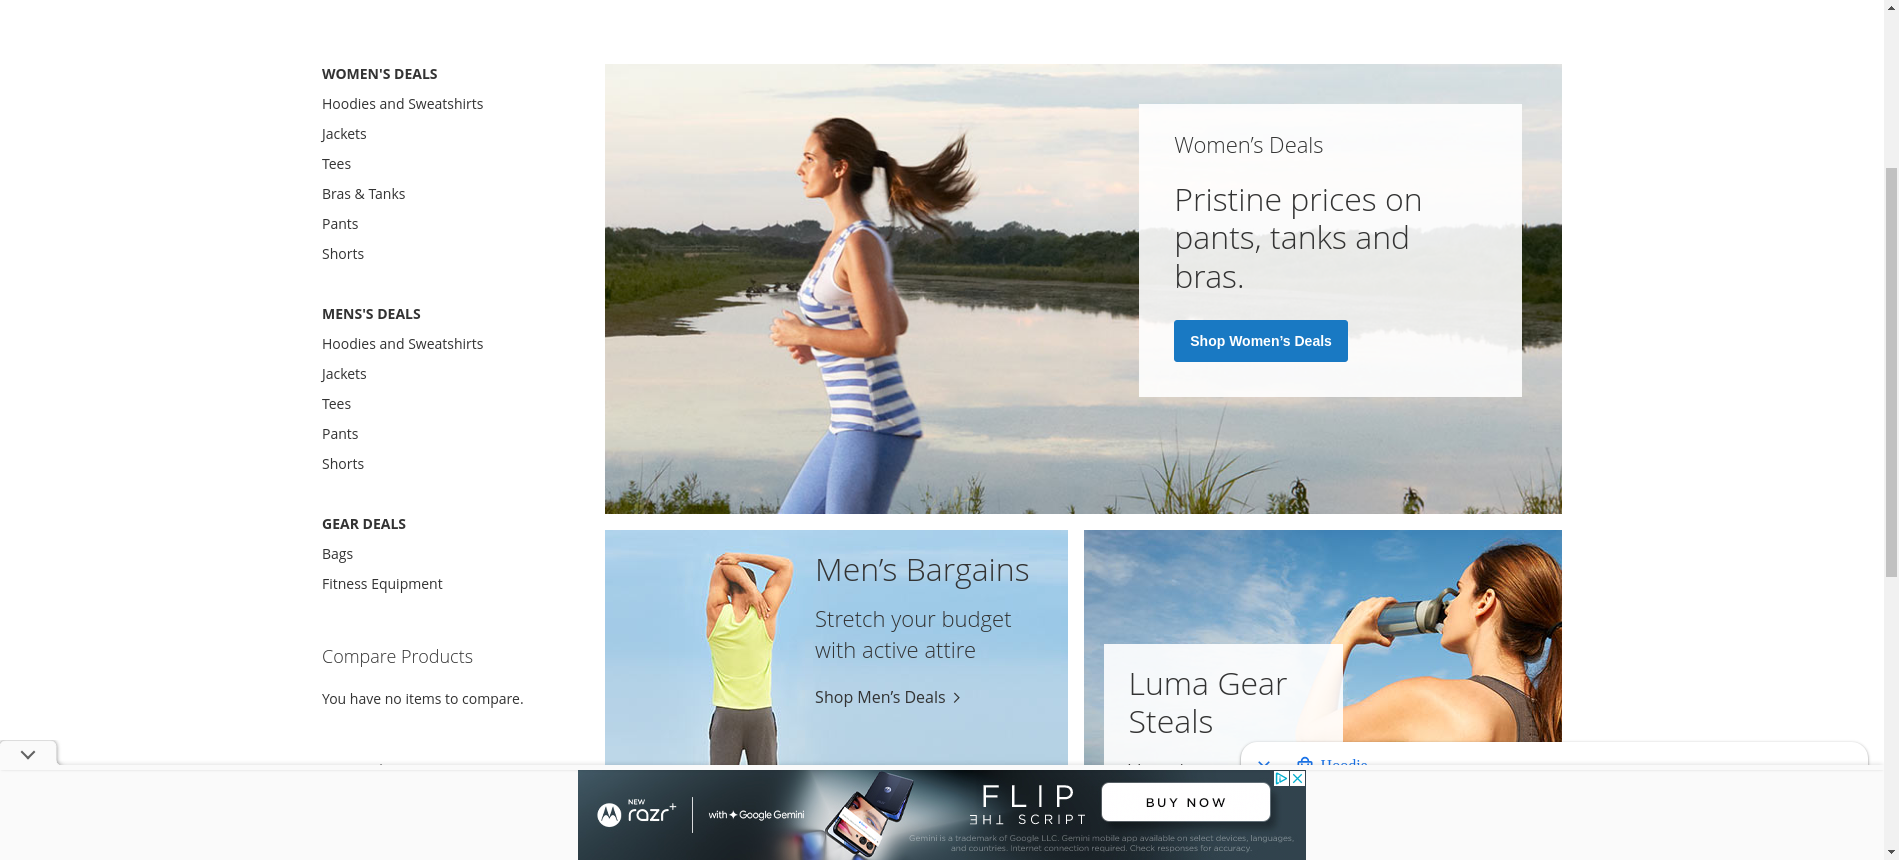 WOMEN'S DEALS
Hoodies and Sweatshirts
Jackets
Tees
Bras & Tanks
Pants
Shorts
MENS'S DEALS
Hoodies and Sweatshirts
Jackets
Tees
Pants
Shorts
GEAR DEALS
Bags
Fitness Equipment
Compare Products
You have no items to compare.
Women’s Deals
Pristine prices on
pants, tanks and
bras.
Shop Women’s Deals
Men’s Bargains
Stretch your budget
with active attire
Shop Men’s Deals
Luma Gear
Steals
Hoodie
NEW
razr+
with Google Gemini
FLIP
THE SCRIPT
BUY NOW
Gemini is a trademark of Google LLC. Gemini mobile app available on select devices, languages,
and countries. Internet connection required. Check responses for accuracy.